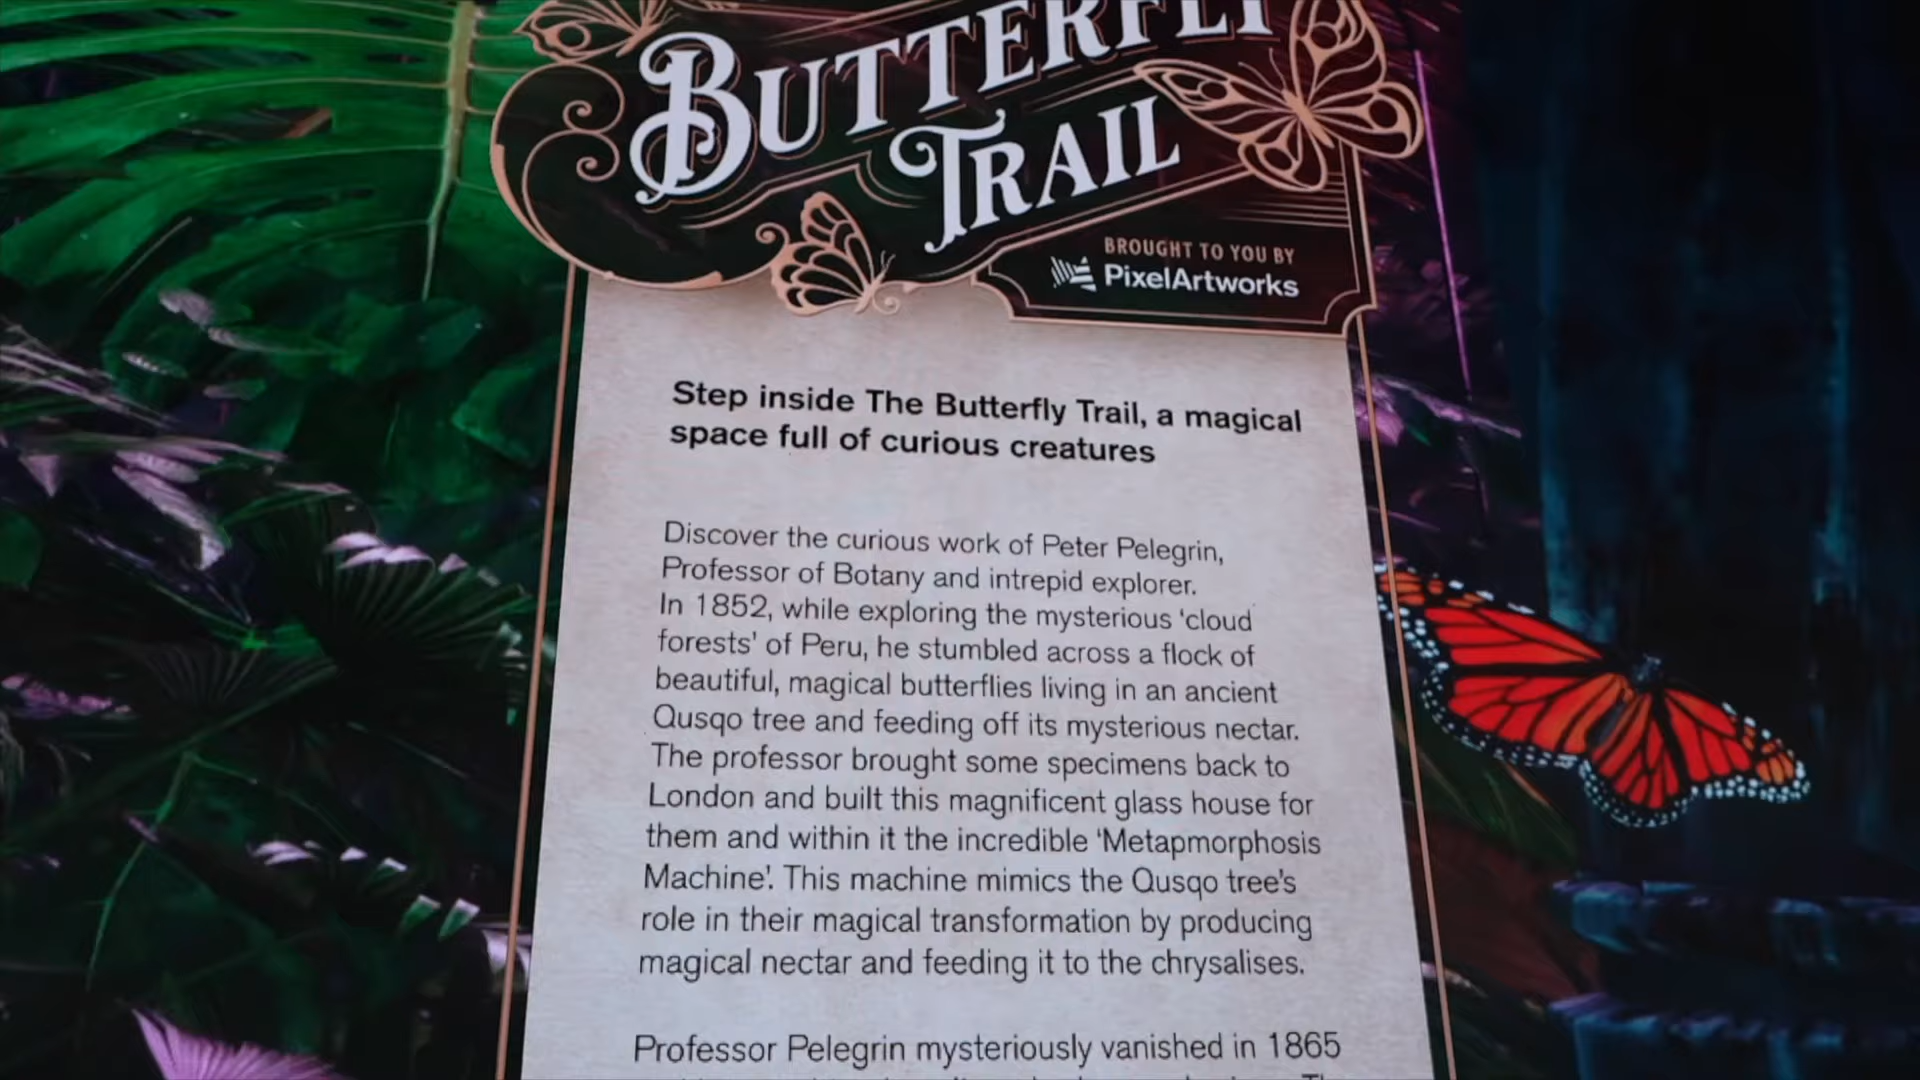 BUTTERFLY
TRAIL
BROUGHT TO YOU BY
PixelArtworks
Step inside The Butterfly Trail, a magical
space full of curious creatures
Discover the curious work of Peter Pelegrin,
Professor of Botany and intrepid explorer.
In 1852, while exploring the mysterious ‘cloud
forests’ of Peru, he stumbled across a flock of
beautiful, magical butterflies living in an ancient
Qusqo tree and feeding off its mysterious nectar.
The professor brought some specimens back to
London and built this magnificent glass house for
them and within it the incredible ‘Metapmorphosis
Machine’. This machine mimics the Qusqo tree's
role in their magical transformation by producing
magical nectar and feeding it to the chrysalises.
Professor Pelegrin mysteriously vanished in 1865